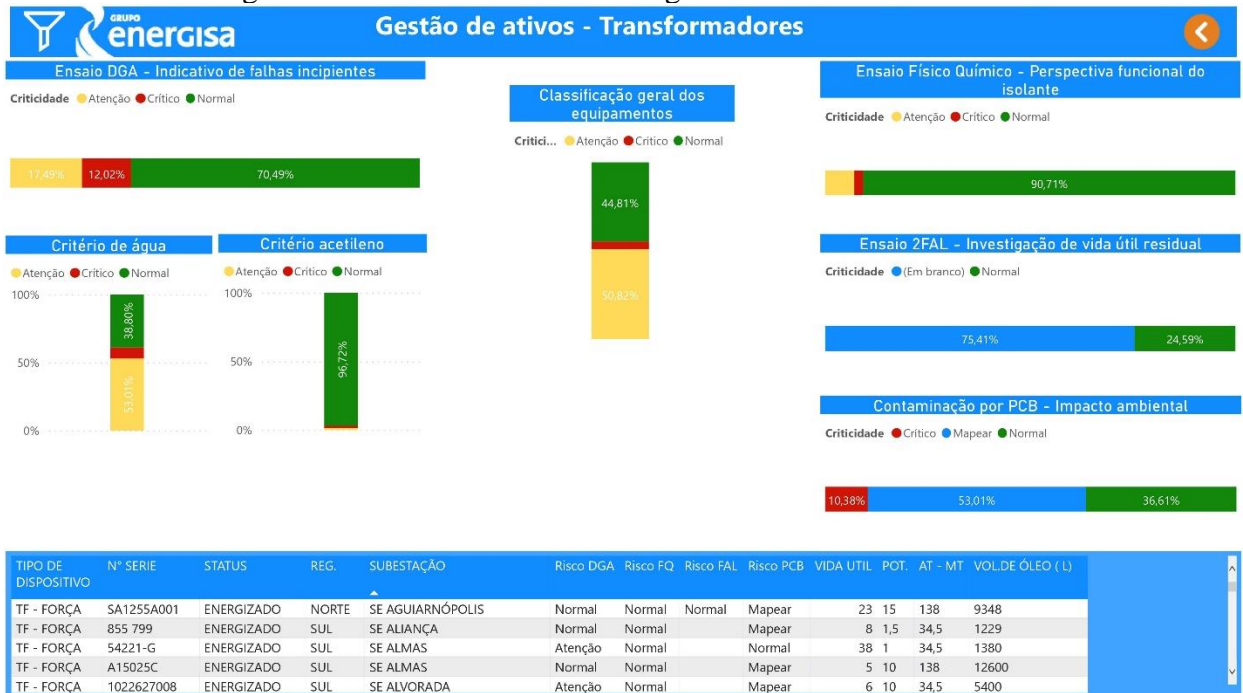 GRUPO
energisa
Gestão de ativos - Transformadores
Ensaio DGA - Indicativo de falhas incipientes
Criticidade Atenção Crítico Normal
17,49% 12,02% 70,49%
Critério de água
Atenção Crítico Normal
100%
50%
0%
38,80%
53,01%
Critério acetileno
Atenção Crítico Normal
100%
50%
0%
96,72%
Classificação geral dos
equipamentos
Critici... Atenção Crítico Normal
44,81%
50,82%
Ensaio Físico Químico - Perspectiva funcional do
isolante
Criticidade Atenção Crítico Normal
90,71%
Ensaio 2FAL - Investigação de vida útil residual
Criticidade (Em branco) Normal
75,41% 24,59%
Contaminação por PCB - Impacto ambiental
Criticidade Crítico Mapear Normal
10,38% 53,01% 36,61%
TIPO DE DISPOSITIVO N° SERIE STATUS REG. SUBESTAÇÃO Risco DGA Risco FQ Risco FAL Risco PCB VIDA UTIL POT. AT - MT VOL.DE ÓLEO ( L)
TF - FORÇA SA1255A001 ENERGIZADO NORTE SE AGUIARNÓPOLIS Normal Normal Normal Mapear 23 15 138 9348
TF - FORÇA 855 799 ENERGIZADO SUL SE ALIANÇA Normal Normal Mapear 8 1,5 34,5 1229
TF - FORÇA 54221-G ENERGIZADO SUL SE ALMAS Atenção Normal Normal 38 1 34,5 1380
TF - FORÇA A15025C ENERGIZADO SUL SE ALMAS Normal Normal Mapear 5 10 138 12600
TF - FORÇA 1022627008 ENERGIZADO SUL SE ALVORADA Atenção Normal Mapear 6 10 34,5 5400